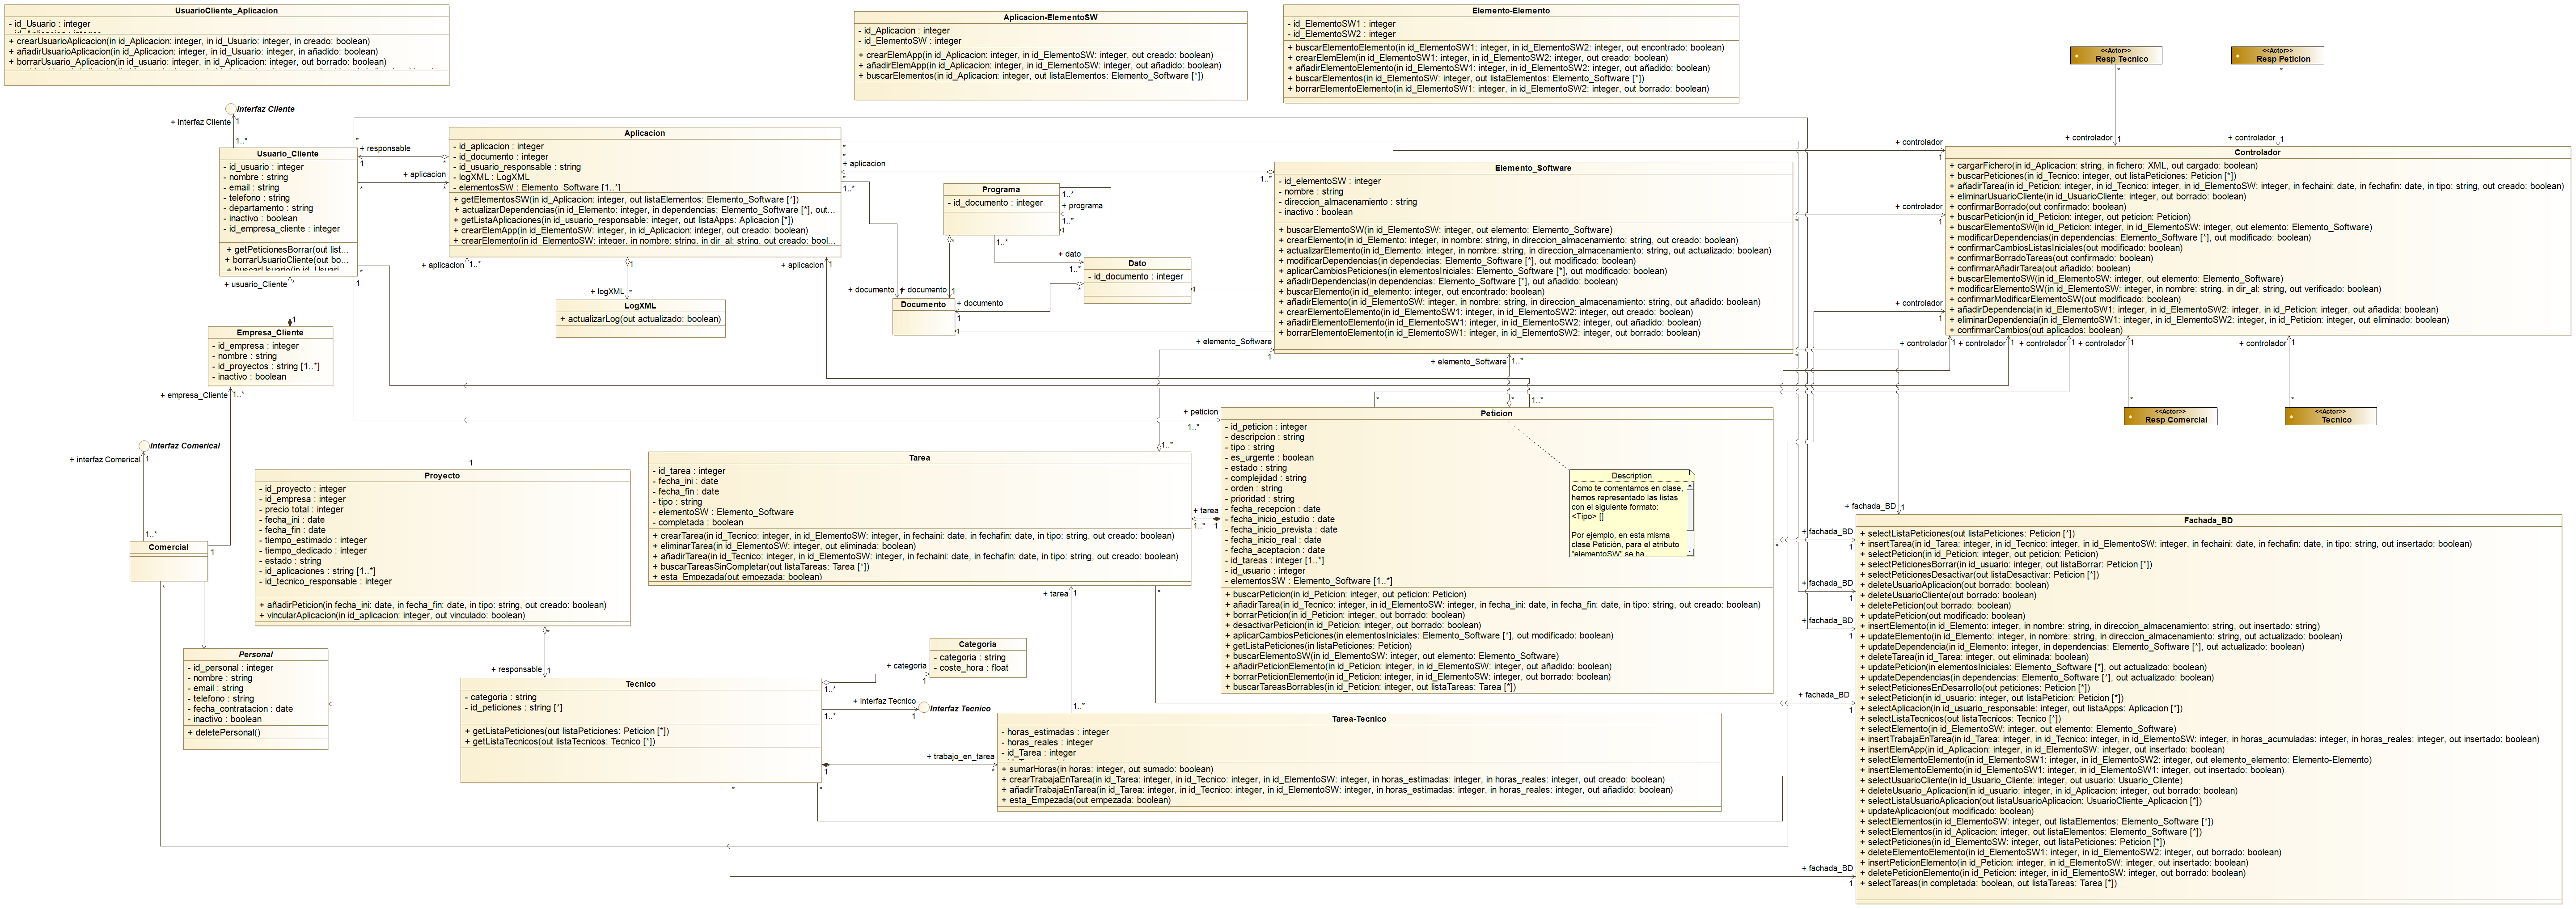 UsuarioCliente_Aplicacion
- id_Usuario : integer
+ crearUsuarioAplicacion(in id_Aplicacion: integer, in id_Usuario: integer, in creado: boolean)
+ añadirUsuarioAplicacion(in id_Aplicacion: integer, in id_Usuario: integer, in añadido: boolean)
+ borrarUsuario_Aplicacion(in id_usuario: integer, in id_Aplicacion: integer, out borrado: boolean)
Aplicacion-ElementoSW
- id_Aplicacion : integer
- id_ElementoSW : integer
+ crearElemApp(in id_Aplicacion: integer, in id_ElementoSW: integer, out creado: boolean)
+ añadirElemApp(in id_Aplicacion: integer, in id_ElementoSW: integer, out añadido: boolean)
+ buscarElementos(in id_Aplicacion: integer, out listaElementos: Elemento_Software [*])
Elemento-Elemento
- id_ElementoSW1 : integer
- id_ElementoSW2 : integer
+ buscarElementoElemento(in id_ElementoSW1: integer, in id_ElementoSW2: integer, out encontrado: boolean)
+ crearElemElem(in id_ElementoSW1: integer, in id_ElementoSW2: integer, out creado: boolean)
+ añadirElementoElemento(in id_ElementoSW1: integer, in id_ElementoSW2: integer, out añadido: boolean)
+ buscarElementos(in id_ElementoSW: integer, out listaElementos: Elemento_Software [*])
+ borrarElementoElemento(in id_ElementoSW1: integer, in id_ElementoSW2: integer, out borrado: boolean)
<<Actor>>
Resp Tecnico
<<Actor>>
Resp Peticion
Interfaz Cliente
+ interfaz Cliente
1
1..*
Usuario_Cliente
- id_usuario : integer
- nombre : string
- email : string
- telefono : string
- departamento : string
- inactivo : boolean
- id_empresa_cliente : integer
+ getPeticionesBorrar(out list...
+ borrarUsuarioCliente(out bo...
+ buscarUsuario(in id_Usuari...
+ responsable
+ aplicacion
Aplicacion
- id_aplicacion : integer
- id_documento : integer
- id_usuario_responsable : string
- logXML : LogXML
- elementosSW : Elemento_Software [1..*]
+ getElementosSW(in id_Aplicacion: integer, out listaElementos: Elemento_Software [*])
+ actualizarDependencias(in id_Elemento: integer, in dependencias: Elemento_Software [*], out...
+ getListaAplicaciones(in id_usuario_responsable: integer, out listaApps: Aplicacion [*])
+ crearElemApp(in id_ElementoSW: integer, in id_Aplicacion: integer, out creado: boolean)
+ crearElemento(in id_ElementoSW: integer, in nombre: string, in dir_al: string, out creado: bool...
+ aplicacion
1..*
Programa
- id_documento : integer
1..*
+ programa
1..*
+ dato
1..*
Dato
- id_documento : integer
+ documento
+ documento
+ documento
Documento
+ logXML
LogXML
+ actualizarLog(out actualizado: boolean)
Elemento_Software
- id_elementoSW : integer
- nombre : string
- direccion_almacenamiento : string
- inactivo : boolean
+ buscarElementoSW(in id_ElementoSW: integer, out elemento: Elemento_Software)
+ crearElemento(in id_Elemento: integer, in nombre: string, in direccion_almacenamiento: string, out creado: boolean)
+ actualizarElemento(in id_Elemento: integer, in nombre: string, in direccion_almacenamiento: string, out actualizado: boolean)
+ modificarDependencias(in dependecias: Elemento_Software [*], out modificado: boolean)
+ aplicarCambiosPeticiones(in elementosIniciales: Elemento_Software [*], out modificado: boolean)
+ añadirDependencias(in dependencias: Elemento_Software [*], out añadido: boolean)
+ buscarElemento(in id_elemento: integer, out encontrado: boolean)
+ añadirElemento(in id_ElementoSW: integer, in nombre: string, in direccion_almacenamiento: string, out añadido: boolean)
+ crearElementoElemento(in id_ElementoSW1: integer, in id_ElementoSW2: integer, out creado: boolean)
+ añadirElementoElemento(in id_ElementoSW1: integer, in id_ElementoSW2: integer, out añadido: boolean)
+ borrarElementoElemento(in id_ElementoSW1: integer, in id_ElementoSW2: integer, out borrado: boolean)
+ controlador
+ controlador
+ controlador
+ controlador
+ controlador
Controlador
+ cargarFichero(in id_Aplicacion: string, in fichero: XML, out cargado: boolean)
+ buscarPeticiones(in id_Tecnico: integer, out listaPeticiones: Peticion [*])
+ añadirTarea(in id_Peticion: integer, in id_Tecnico: integer, in id_ElementoSW: integer, in fechaini: date, in fechafin: date, in tipo: string, out creado: boolean)
+ eliminarUsuarioCliente(in id_UsuarioCliente: integer, out borrado: boolean)
+ confirmarBorrado(out confirmado: boolean)
+ buscarPeticion(in id_Peticion: integer, out peticion: Peticion)
+ buscarElementoSW(in id_Peticion: integer, out elemento: Elemento_Software)
+ modificarDependencias(in dependencias: Elemento_Software [*], out modificado: boolean)
+ confirmarCambiosListasIniciales(out modificado: boolean)
+ confirmarBorradoTareas(out confirmado: boolean)
+ confirmarAñadirTarea(out añadido: boolean)
+ buscarElementoSW(in id_ElementoSW: integer, out elemento: Elemento_Software)
+ modificarElementoSW(in id_ElementoSW: integer, in nombre: string, in dir_al: string, out verificado: boolean)
+ confirmarModificarElementoSW(out modificado: boolean)
+ añadirDependencia(in id_ElementoSW1: integer, in id_ElementoSW2: integer, in id_Peticion: integer, out añadida: boolean)
+ eliminarDependencia(in id_ElementoSW1: integer, in id_ElementoSW2: integer, in id_Peticion: integer, out eliminado: boolean)
+ confirmarCambios(out aplicados: boolean)
+ controlador
+ controlador
+ controlador
+ controlador
+ controlador
<<Actor>>
Resp Comercial
<<Actor>>
Tecnico
+ usuario_Cliente
Empresa_Cliente
- id_empresa : integer
- nombre : string
- id_proyectos : string [1..*]
- inactivo : boolean
+ empresa_Cliente
1..*
Interfaz Comerical
+ interfaz Comerical
1
1..*
Comercial
+ aplicacion
1..*
+ aplicacion
1
+ elemento_Software
1
+ elemento_Software
1..*
Proyecto
- id_proyecto : integer
- id_empresa : integer
- precio total : integer
- fecha_ini : date
- fecha_fin : date
- tiempo_estimado : integer
- tiempo_dedicado : integer
- estado : string
- id_aplicaciones : string [1..*]
- id_tecnico_responsable : integer
+ añadirPeticion(in fecha_ini: date, in fecha_fin: date, in tipo: string, out creado: boolean)
+ vincularAplicacion(in id_aplicacion: integer, out vinculado: boolean)
Tarea
- id_tarea : integer
- fecha_ini : date
- fecha_fin : date
- tipo : string
- elementoSW : Elemento_Software
- completada : boolean
+ crearTarea(in id_Tecnico: integer, in id_ElementoSW: integer, in fechaini: date, in fechafin: date, in tipo: string, out creado: boolean)
+ eliminarTarea(in id_ElementoSW: integer, out eliminada: boolean)
+ añadirTarea(in id_Tecnico: integer, in id_ElementoSW: integer, in fechaini: date, in fechafin: date, in tipo: string, out creado: boolean)
+ buscarTareasSinCompletar(out listaTareas: Tarea [*])
+ esta_Empezada(out empezada: boolean)
+ peticion
1..*
+ tarea
1..*
Peticion
- id_peticion : integer
- descripcion : string
- tipo : string
- es_urgente : boolean
- estado : string
- complejidad : string
- orden : string
- prioridad : string
- fecha_recepcion : date
- fecha_inicio_estudio : date
- fecha_inicio_prevista : date
- fecha_inicio_real : date
- fecha_aceptacion : date
- id_tareas : integer [1..*]
- id_usuario : integer
- elementosSW : Elemento_Software [1..*]
+ buscarPeticion(in id_Peticion: integer, out peticion: Peticion)
+ añadirTarea(in id_Tecnico: integer, in id_ElementoSW: integer, in fecha_ini: date, in fecha_fin: date, in tipo: string, out creado: boolean)
+ borrarPeticion(in id_Peticion: integer, out borrado: boolean)
+ desactivarPeticion(in id_Peticion: integer, out borrado: boolean)
+ aplicarCambiosPeticiones(in elementosIniciales: Elemento_Software [*], out modificado: boolean)
+ getListaPeticiones(in listaPeticiones: Peticion)
+ buscarElementoSW(in id_ElementoSW: integer, out elemento: Elemento_Software)
+ añadirPeticionElemento(in id_Peticion: integer, in id_ElementoSW: integer, out añadido: boolean)
+ borrarPeticionElemento(in id_Peticion: integer, in id_ElementoSW: integer, out borrado: boolean)
+ buscarTareasBorrables(in id_Peticion: integer, out listaTareas: Tarea [*])
Description
Como te comentamos en clase,
hemos representado las listas
con el siguiente formato:
<Tipo> []
Por ejemplo, en esta misma
clase Petición, para el atributo
"elementoSW" se ha
+ fachada_BD
+ fachada_BD
+ fachada_BD
+ fachada_BD
+ fachada_BD
+ fachada_BD
Fachada_BD
+ selectListaPeticiones(out listaPeticiones: Peticion [*])
+ insertTarea(in id_Tarea: integer, in id_Tecnico: integer, in id_ElementoSW: integer, in fechaini: date, in fechafin: date, in tipo: string, out insertado: boolean)
+ selectPeticion(in id_Peticion: integer, out peticion: Peticion)
+ selectPeticionesBorrar(in id_usuario: integer, out listaBorrar: Peticion [*])
+ selectPeticionesDesactivar(out listaDesactivar: Peticion [*])
+ deleteUsuarioAplicacion(out borrado: boolean)
+ deleteUsuarioCliente(out borrado: boolean)
+ deletePeticion(out borrado: boolean)
+ updatePeticion(out modificado: boolean)
+ insertElemento(in id_Elemento: integer, in nombre: string, in direccion_almacenamiento: string, out insertado: string)
+ updateElemento(in id_Elemento: integer, in nombre: string, in direccion_almacenamiento: string, out actualizado: boolean)
+ updateDependencia(in id_Elemento: integer, in dependencias: Elemento_Software [*], out actualizado: boolean)
+ deleteTarea(in id_Tarea: integer, out eliminada: boolean)
+ updatePeticion(in elementosIniciales: Elemento_Software [*], out actualizado: boolean)
+ updateDependencias(in dependencias: Elemento_Software [*], out actualizado: boolean)
+ selectPeticionesEnDesarrollo(out peticiones: Peticion [*])
+ selectPeticion(in id_usuario: integer, out listaPeticion: Peticion [*])
+ selectAplicacion(in id_usuario_responsable: integer, out listaApps: Aplicacion [*])
+ selectListaTecnicos(out listaTecnicos: Tecnico [*])
+ selectElemento(in id_ElementoSW: integer, out elemento: Elemento_Software)
+ insertTrabajaEnTarea(in id_Tarea: integer, in id_Tecnico: integer, in id_ElementoSW: integer, in horas_acumuladas: integer, in horas_reales: integer, out insertado: boolean)
+ insertElemApp(in id_Aplicacion: integer, in id_ElementoSW: integer, out insertado: boolean)
+ selectElementoElemento(in id_ElementoSW1: integer, in id_ElementoSW2: integer, out elemento_elemento: Elemento-Elemento)
+ insertElementoElemento(in id_ElementoSW1: integer, in id_ElementoSW1: integer, out insertado: boolean)
+ selectUsuarioCliente(in id_Usuario_Cliente: integer, out usuario: Usuario_Cliente)
+ deleteUsuario_Aplicacion(in id_usuario: integer, in id_Aplicacion: integer, out borrado: boolean)
+ selectListaUsuarioAplicacion(out listaUsuarioAplicacion: UsuarioCliente_Aplicacion [*])
+ updateAplicacion(out modificado: boolean)
+ selectElementos(in id_ElementoSW: integer, out listaElementos: Elemento_Software [*])
+ selectElementos(in id_Aplicacion: integer, out listaElementos: Elemento_Software [*])
+ selectPeticiones(in id_ElementoSW: integer, out listaPeticiones: Peticion [*])
+ deleteElementoElemento(in id_ElementoSW1: integer, in id_ElementoSW2: integer, out borrado: boolean)
+ insertPeticionElemento(in id_Peticion: integer, in id_ElementoSW: integer, out insertado: boolean)
+ deletePeticionElemento(in id_Peticion: integer, in id_ElementoSW: integer, out borrado: boolean)
+ selectTareas(in completada: boolean, out listaTareas: Tarea [*])
Personal
- id_personal : integer
- nombre : string
- email : string
- telefono : string
- fecha_contratacion : date
- inactivo : boolean
+ deletePersonal()
+ responsable
1
Tecnico
- categoria : string
- id_peticiones : string [*]
+ getListaPeticiones(out listaPeticiones: Peticion [*])
+ getListaTecnicos(out listaTecnicos: Tecnico [*])
+ categoria
1..*
1
Categoria
- categoria : string
- coste_hora : float
+ interfaz Tecnico
1..*
1
Interfaz Tecnico
+ trabajo_en_tarea
1
*
+ tarea
1
1..*
Tarea-Tecnico
- horas_estimadas : integer
- horas_reales : integer
- id_Tarea : integer
+ sumarHoras(in horas: integer, out sumado: boolean)
+ crearTrabajaEnTarea(in id_Tarea: integer, in id_Tecnico: integer, in id_ElementoSW: integer, in horas_estimadas: integer, in horas_reales: integer, out creado: boolean)
+ añadirTrabajaEnTarea(in id_Tarea: integer, in id_Tecnico: integer, in id_ElementoSW: integer, in horas_estimadas: integer, in horas_reales: integer, out añadido: boolean)
+ esta_Empezada(out empezada: boolean)